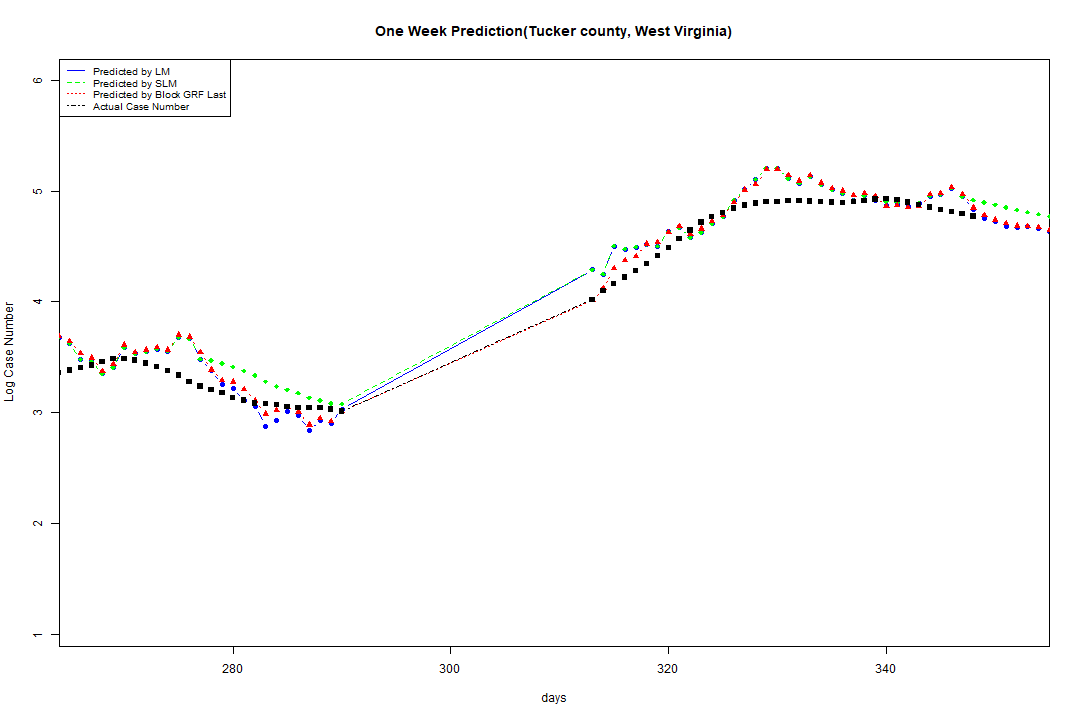 One Week Prediction(Tucker county, West Virginia)
Predicted by LM
Predicted by SLM
Predicted by Block GRF Last
Actual Case Number
6
5
4
3
2
1
Log Case Number
280 300 320 340
days